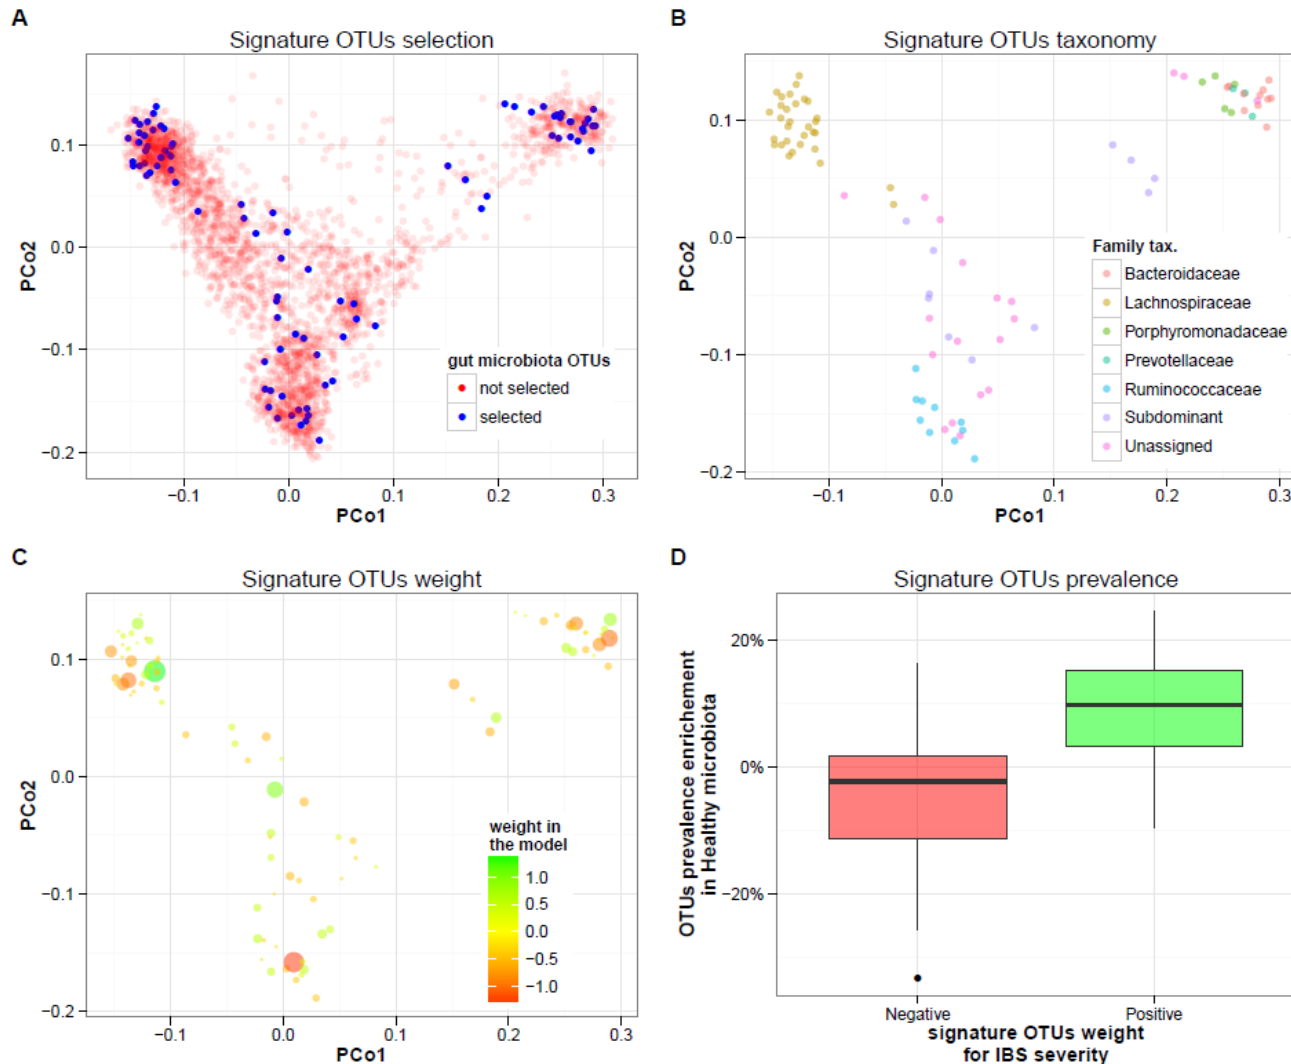 A
Signature OTUs selection
PCo2
0.1
0.0
−0.1
−0.2
gut microbiota OTUs
not selected
selected
−0.1
0.0
0.1
0.2
0.3
PCo1
B
Signature OTUs taxonomy
PCo2
0.1
0.0
−0.1
−0.2
Family tax.
Bacteroidaceae
Lachnospiraceae
Porphyromonadaceae
Prevotellaceae
Ruminococcaceae
Subdominant
Unassigned
−0.1
0.0
0.1
0.2
0.3
PCo1
C
Signature OTUs weight
PCo2
0.1
0.0
−0.1
−0.2
weight in
the model
1.0
0.5
0.0
−0.5
−1.0
−0.1
0.0
0.1
0.2
0.3
PCo1
D
Signature OTUs prevalence
OTUs prevalence enrichement
in Healthy microbiota
20%
0%
−20%
Negative
Positive
signature OTUs weight
for IBS severity